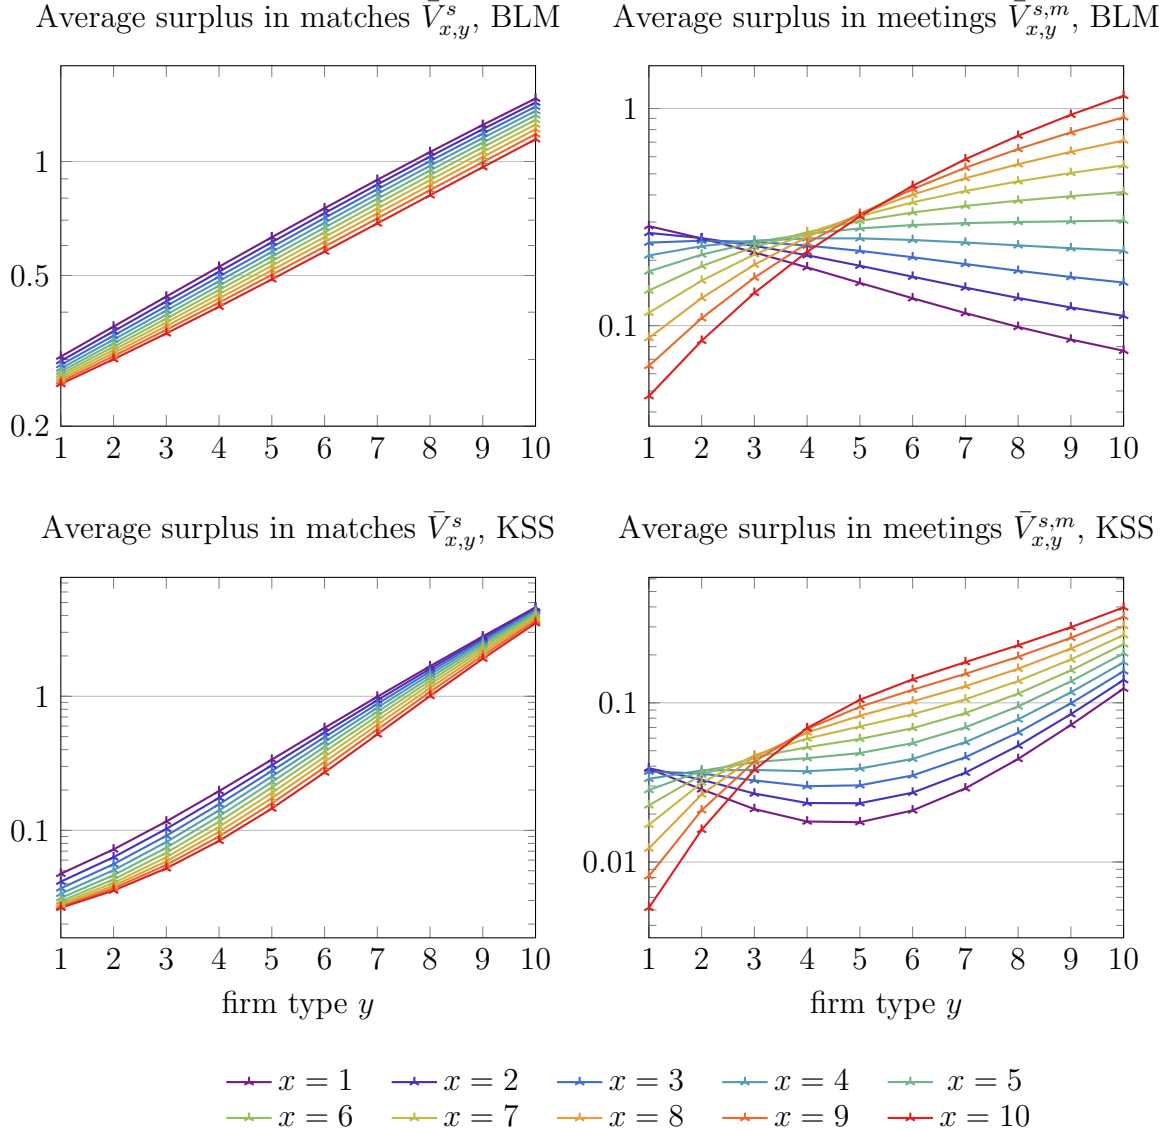 Average surplus in matches V̄ˢₓ,ᵧ, BLM
Average surplus in meetings V̄ˢ,ᵐₓ,ᵧ, BLM
1
0.5
0.2
1 2 3 4 5 6 7 8 9 10
1
0.1
1 2 3 4 5 6 7 8 9 10
Average surplus in matches V̄ˢₓ,ᵧ, KSS
Average surplus in meetings V̄ˢ,ᵐₓ,ᵧ, KSS
1
0.1
1 2 3 4 5 6 7 8 9 10
firm type y
0.1
0.01
1 2 3 4 5 6 7 8 9 10
firm type y
x = 1 x = 2 x = 3 x = 4 x = 5
x = 6 x = 7 x = 8 x = 9 x = 10